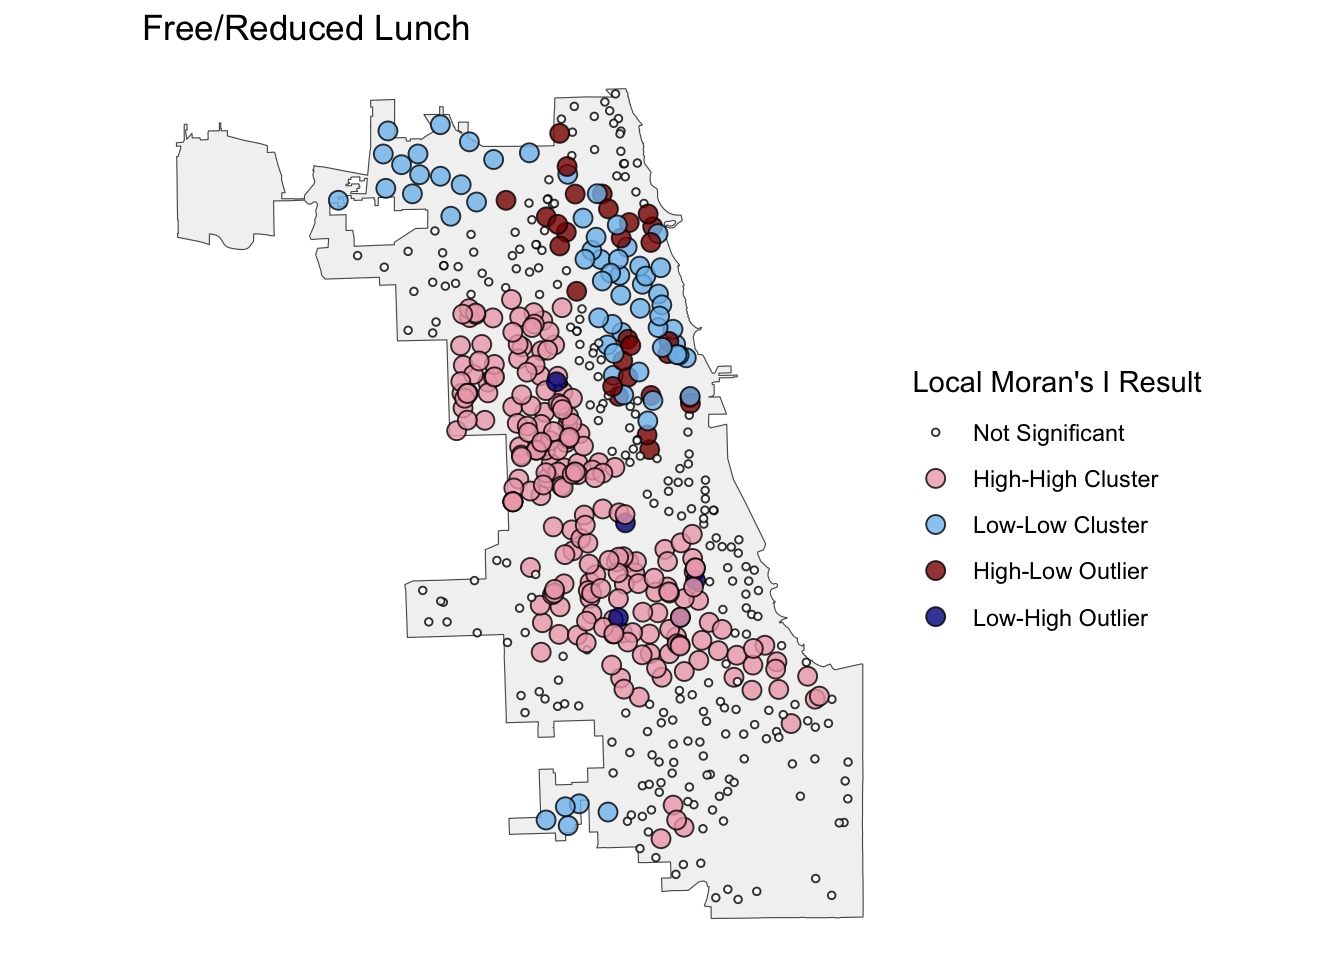 Free/Reduced Lunch
Local Moran's I Result
Not Significant
High-High Cluster
Low-Low Cluster
High-Low Outlier
Low-High Outlier